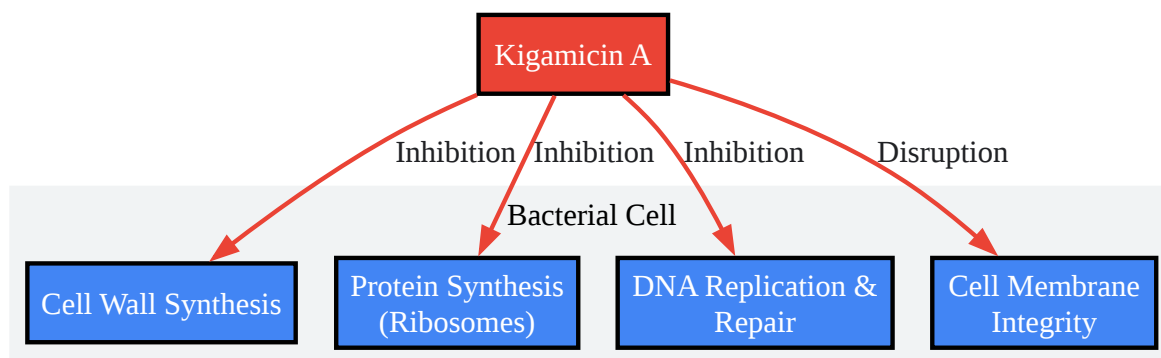 Kigamicin A
Inhibition
Inhibition
Inhibition
Disruption
Bacterial Cell
Cell Wall Synthesis
Protein Synthesis
(Ribosomes)
DNA Replication &
Repair
Cell Membrane
Integrity